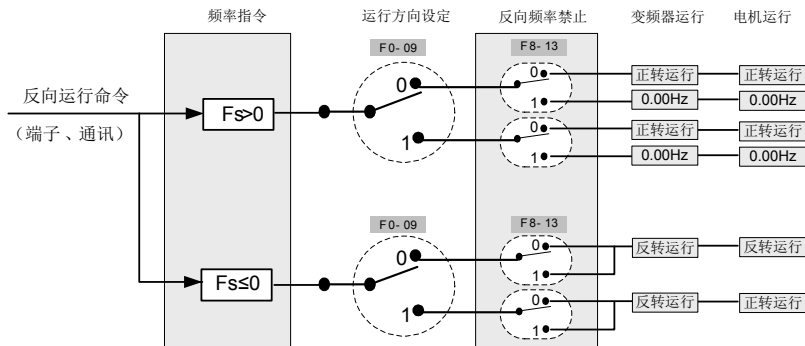 频率指令 运行方向设定 反向频率禁止 变频器运行 电机运行
F0-09 F8-13
0 0 正转运行 正转运行
反向运行命令
Fs>0 1 0.00Hz 0.00Hz
(端子、通讯)
1 0 正转运行 正转运行
1 0.00Hz 0.00Hz
F0-09 F8-13
0 0 反转运行 反转运行
Fs≤0 1
1 0 反转运行 正转运行
1